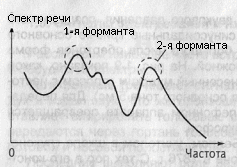 Спектр речи
1-я форманта
2-я форманта
0
Частота